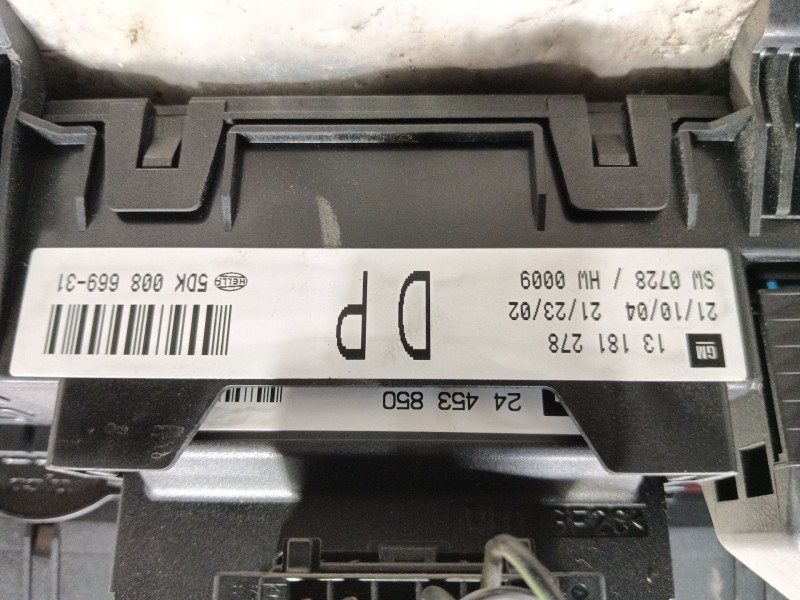 GM 13 181 278
21/10/04 21/23/02
SW 0728 / HW 0009
D P
HELLA 5DK 008 669-31
24 453 850